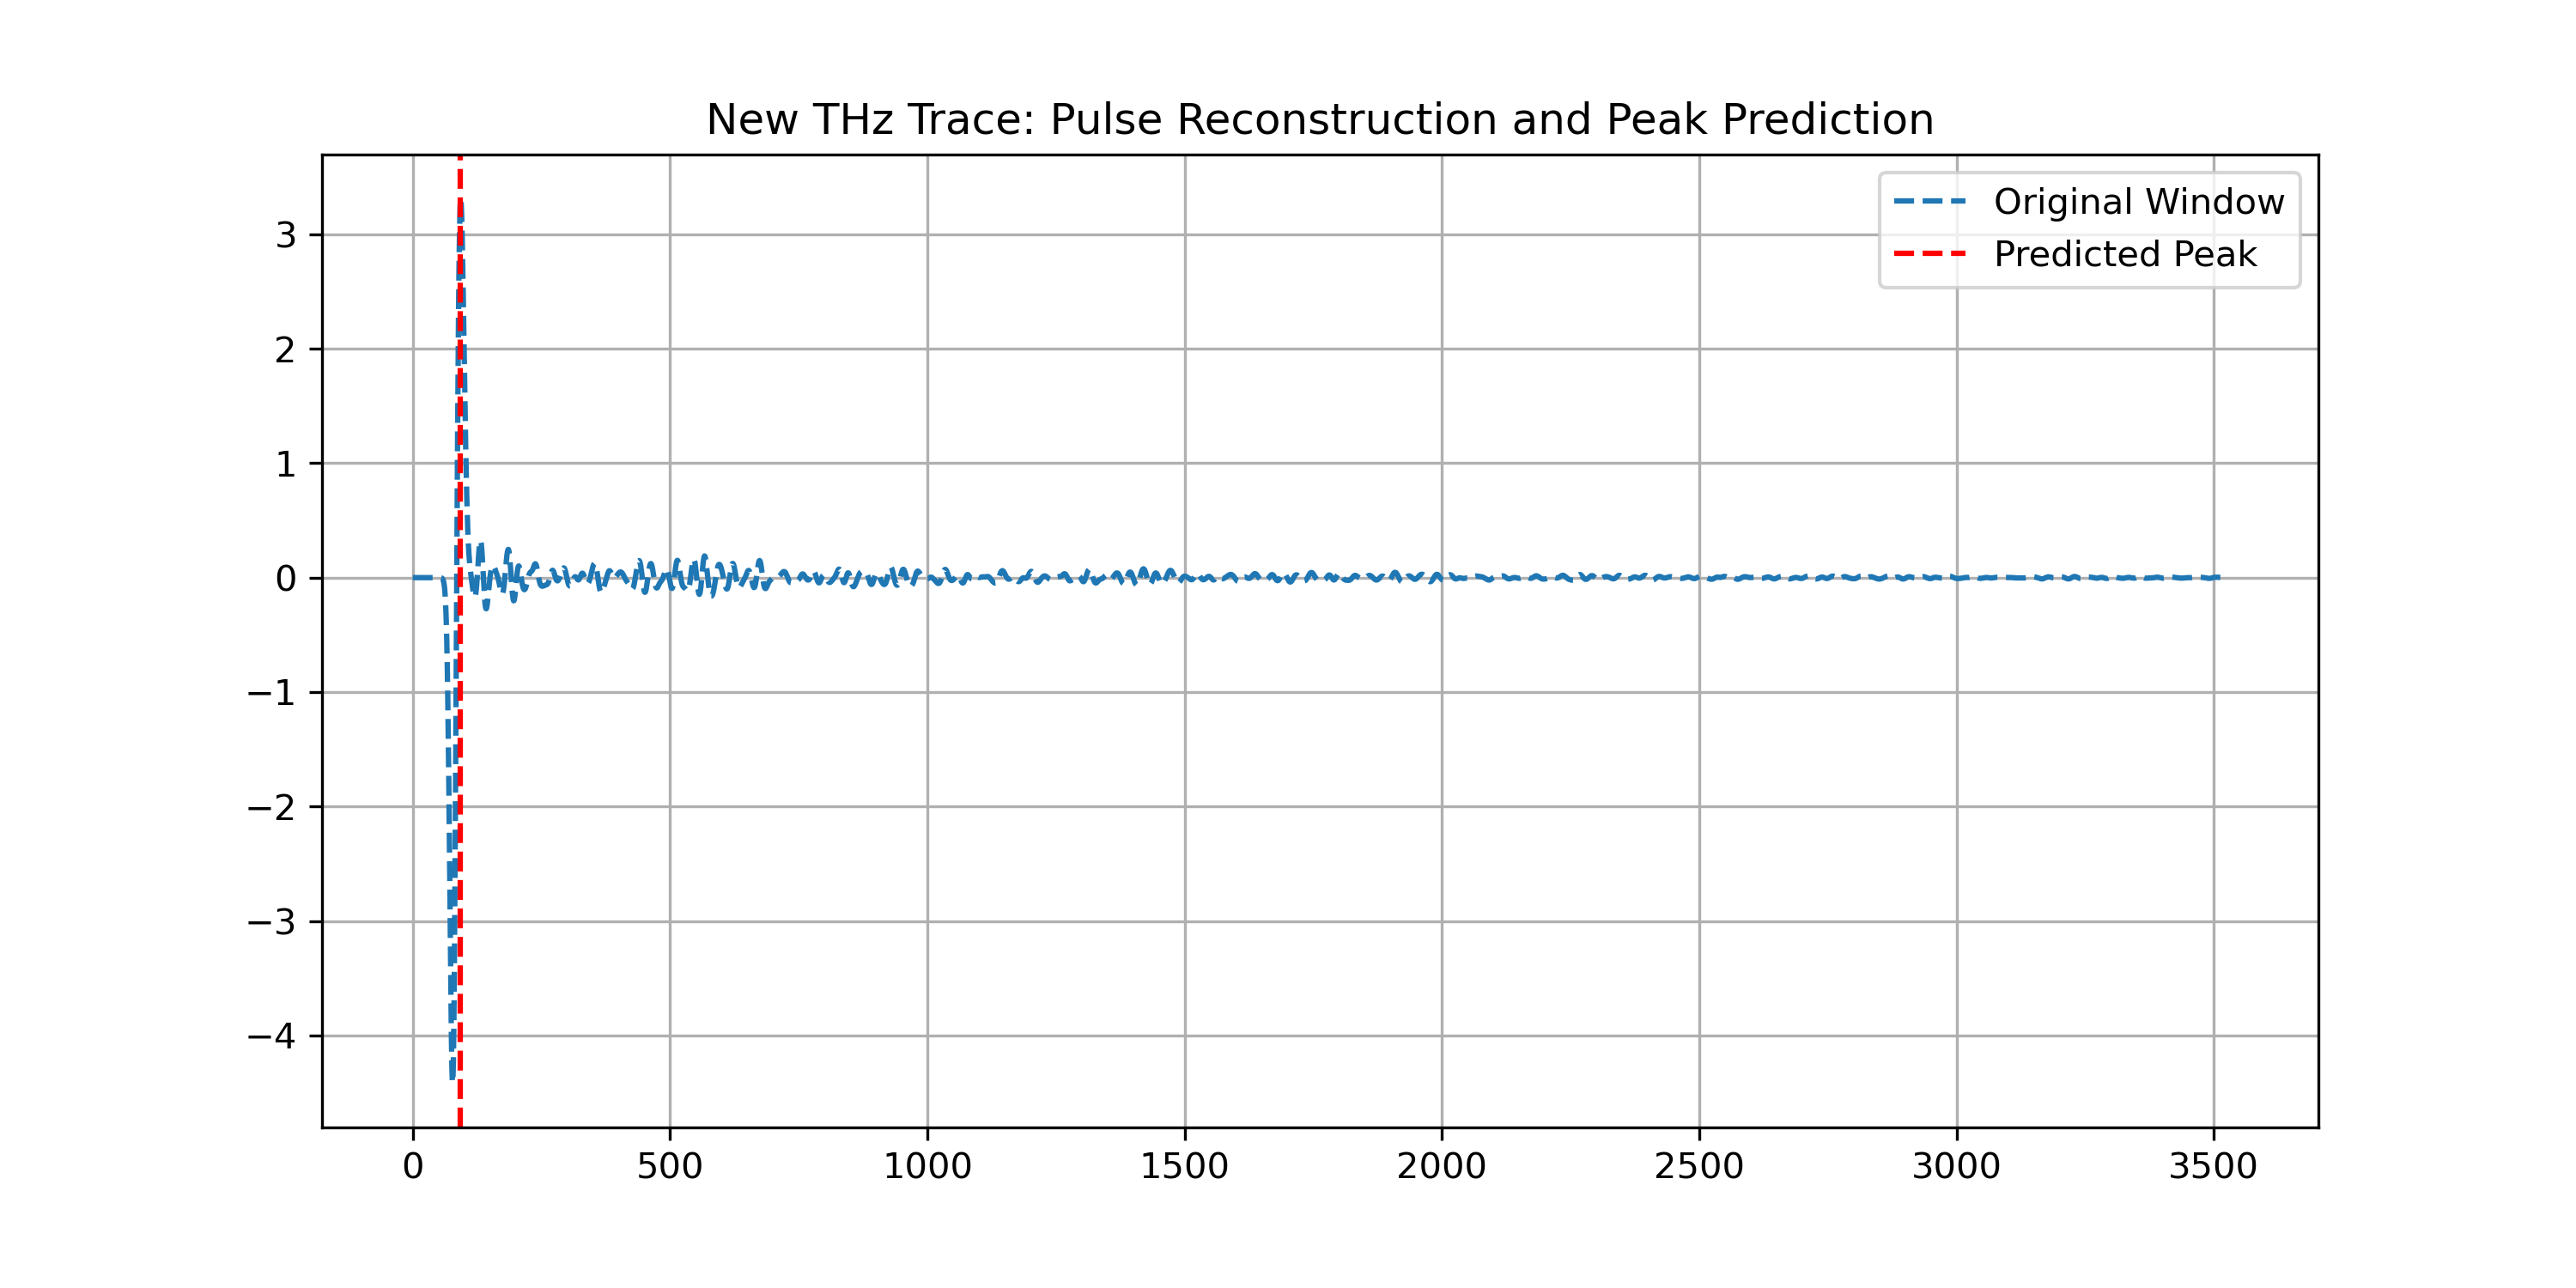 New THz Trace: Pulse Reconstruction and Peak Prediction
Original Window
Predicted Peak
3
2
1
0
−1
−2
−3
−4
0 500 1000 1500 2000 2500 3000 3500